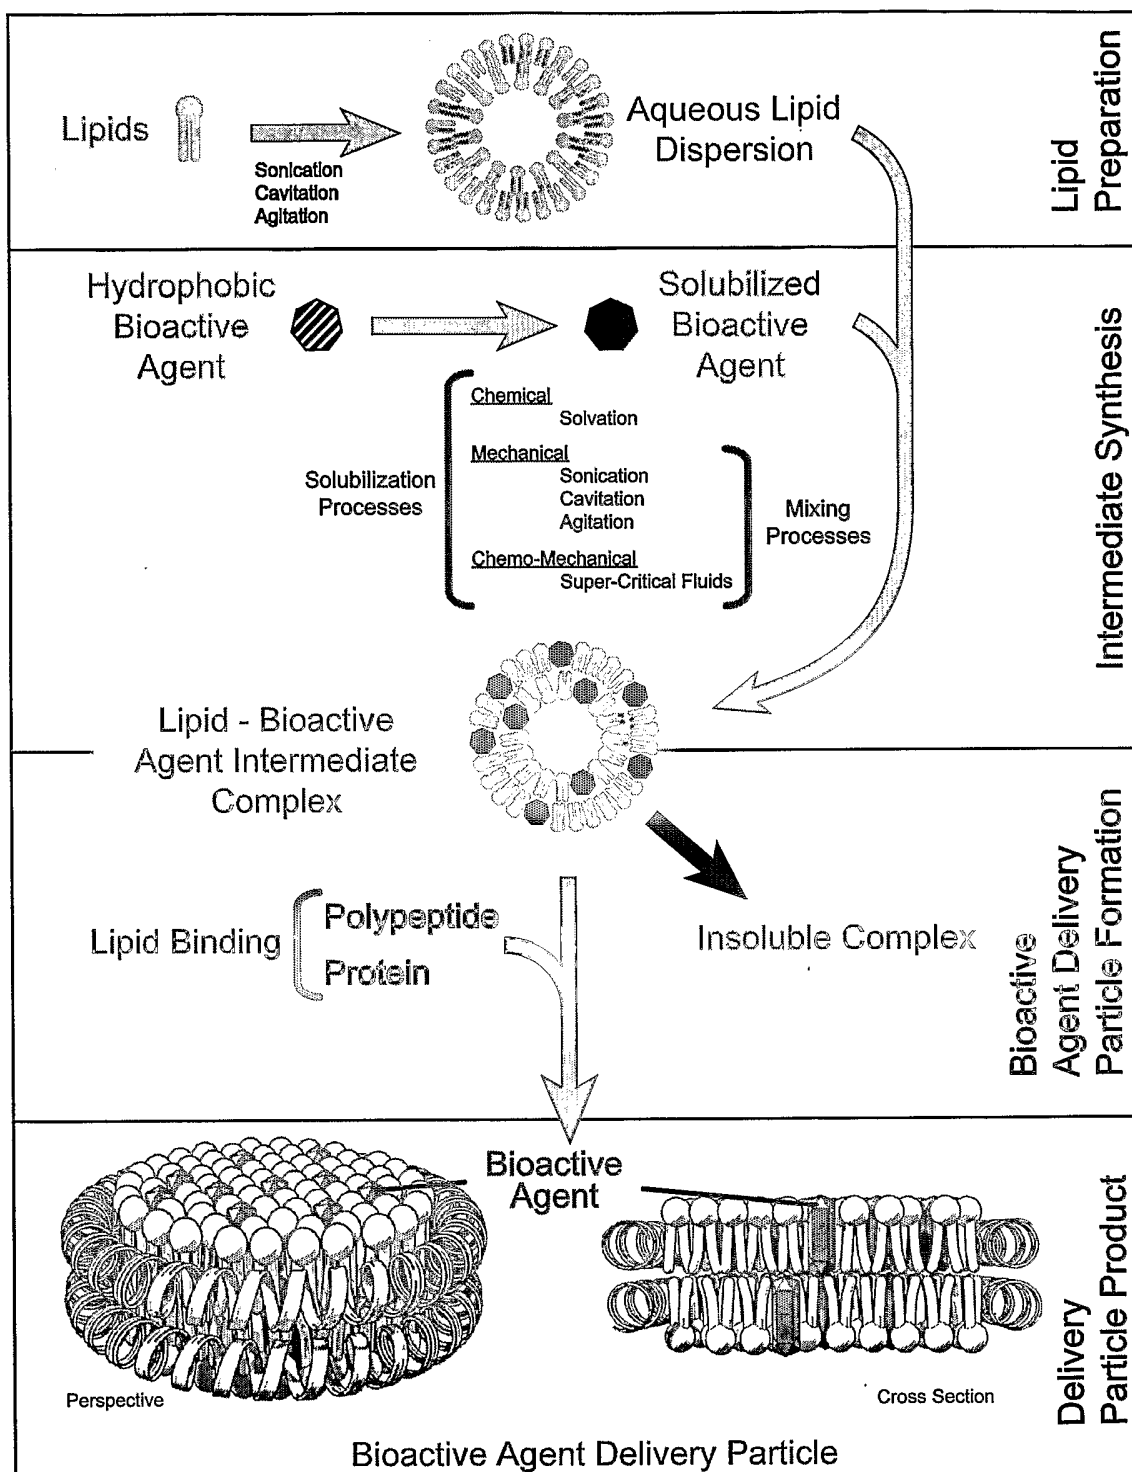 Lipids
Sonication
Cavitation
Agitation
Aqueous Lipid
Dispersion
Lipid
Preparation
Hydrophobic
Bioactive
Agent
Solubilized
Bioactive
Agent
Solubilization
Processes
Chemical
Solvation
Mechanical
Sonication
Cavitation
Agitation
Chemo-Mechanical
Super-Critical Fluids
Mixing
Processes
Intermediate Synthesis
Lipid - Bioactive
Agent Intermediate
Complex
Lipid Binding
Polypeptide
Protein
Insoluble Complex
Bioactive
Agent Delivery
Particle Formation
Bioactive
Agent
Perspective
Cross Section
Delivery
Particle Product
Bioactive Agent Delivery Particle